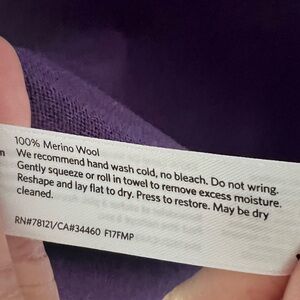 100% Merino Wool
We recommend hand wash cold, no bleach. Do not wring.
Gently squeeze or roll in towel to remove excess moisture.
Reshape and lay flat to dry. Press to restore. May be dry
cleaned.
RN#78121/CA#34460 F17FMP